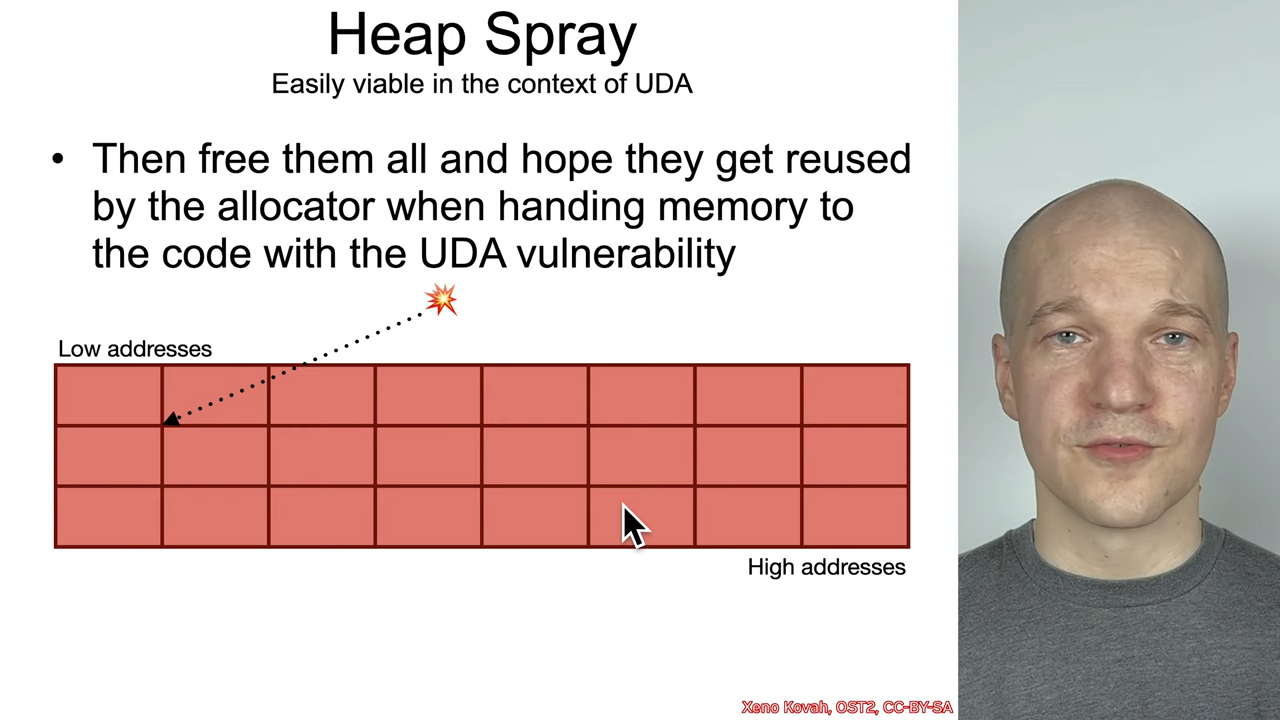 Heap Spray
Easily viable in the context of UDA
• Then free them all and hope they get reused
by the allocator when handing memory to
the code with the UDA vulnerability
Low addresses
High addresses
Xeno Kovah, OST2, CC-BY-SA